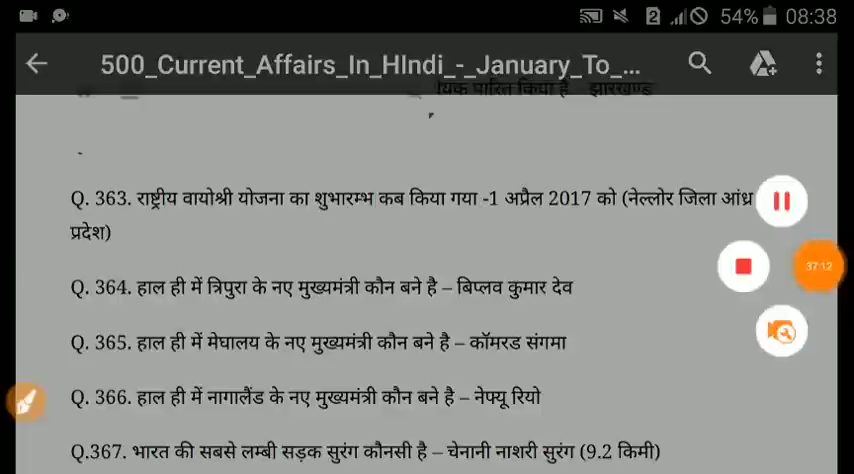 2 54% 08:38
500_Current_Affairs_In_HIndi_-_January_To_...
यिक पारित किया है – झारखण्ड
Q. 363. राष्ट्रीय वायोश्री योजना का शुभारम्भ कब किया गया -1 अप्रैल 2017 को (नेल्लोर जिला आंध्र
प्रदेश)
37:12
Q. 364. हाल ही में त्रिपुरा के नए मुख्यमंत्री कौन बने है – बिप्लव कुमार देव
Q. 365. हाल ही में मेघालय के नए मुख्यमंत्री कौन बने है – कॉमरड संगमा
Q. 366. हाल ही में नागालैंड के नए मुख्यमंत्री कौन बने है – नेफ्यू रियो
Q.367. भारत की सबसे लम्बी सड़क सुरंग कौनसी है – चेनानी नाशरी सुरंग (9.2 किमी)